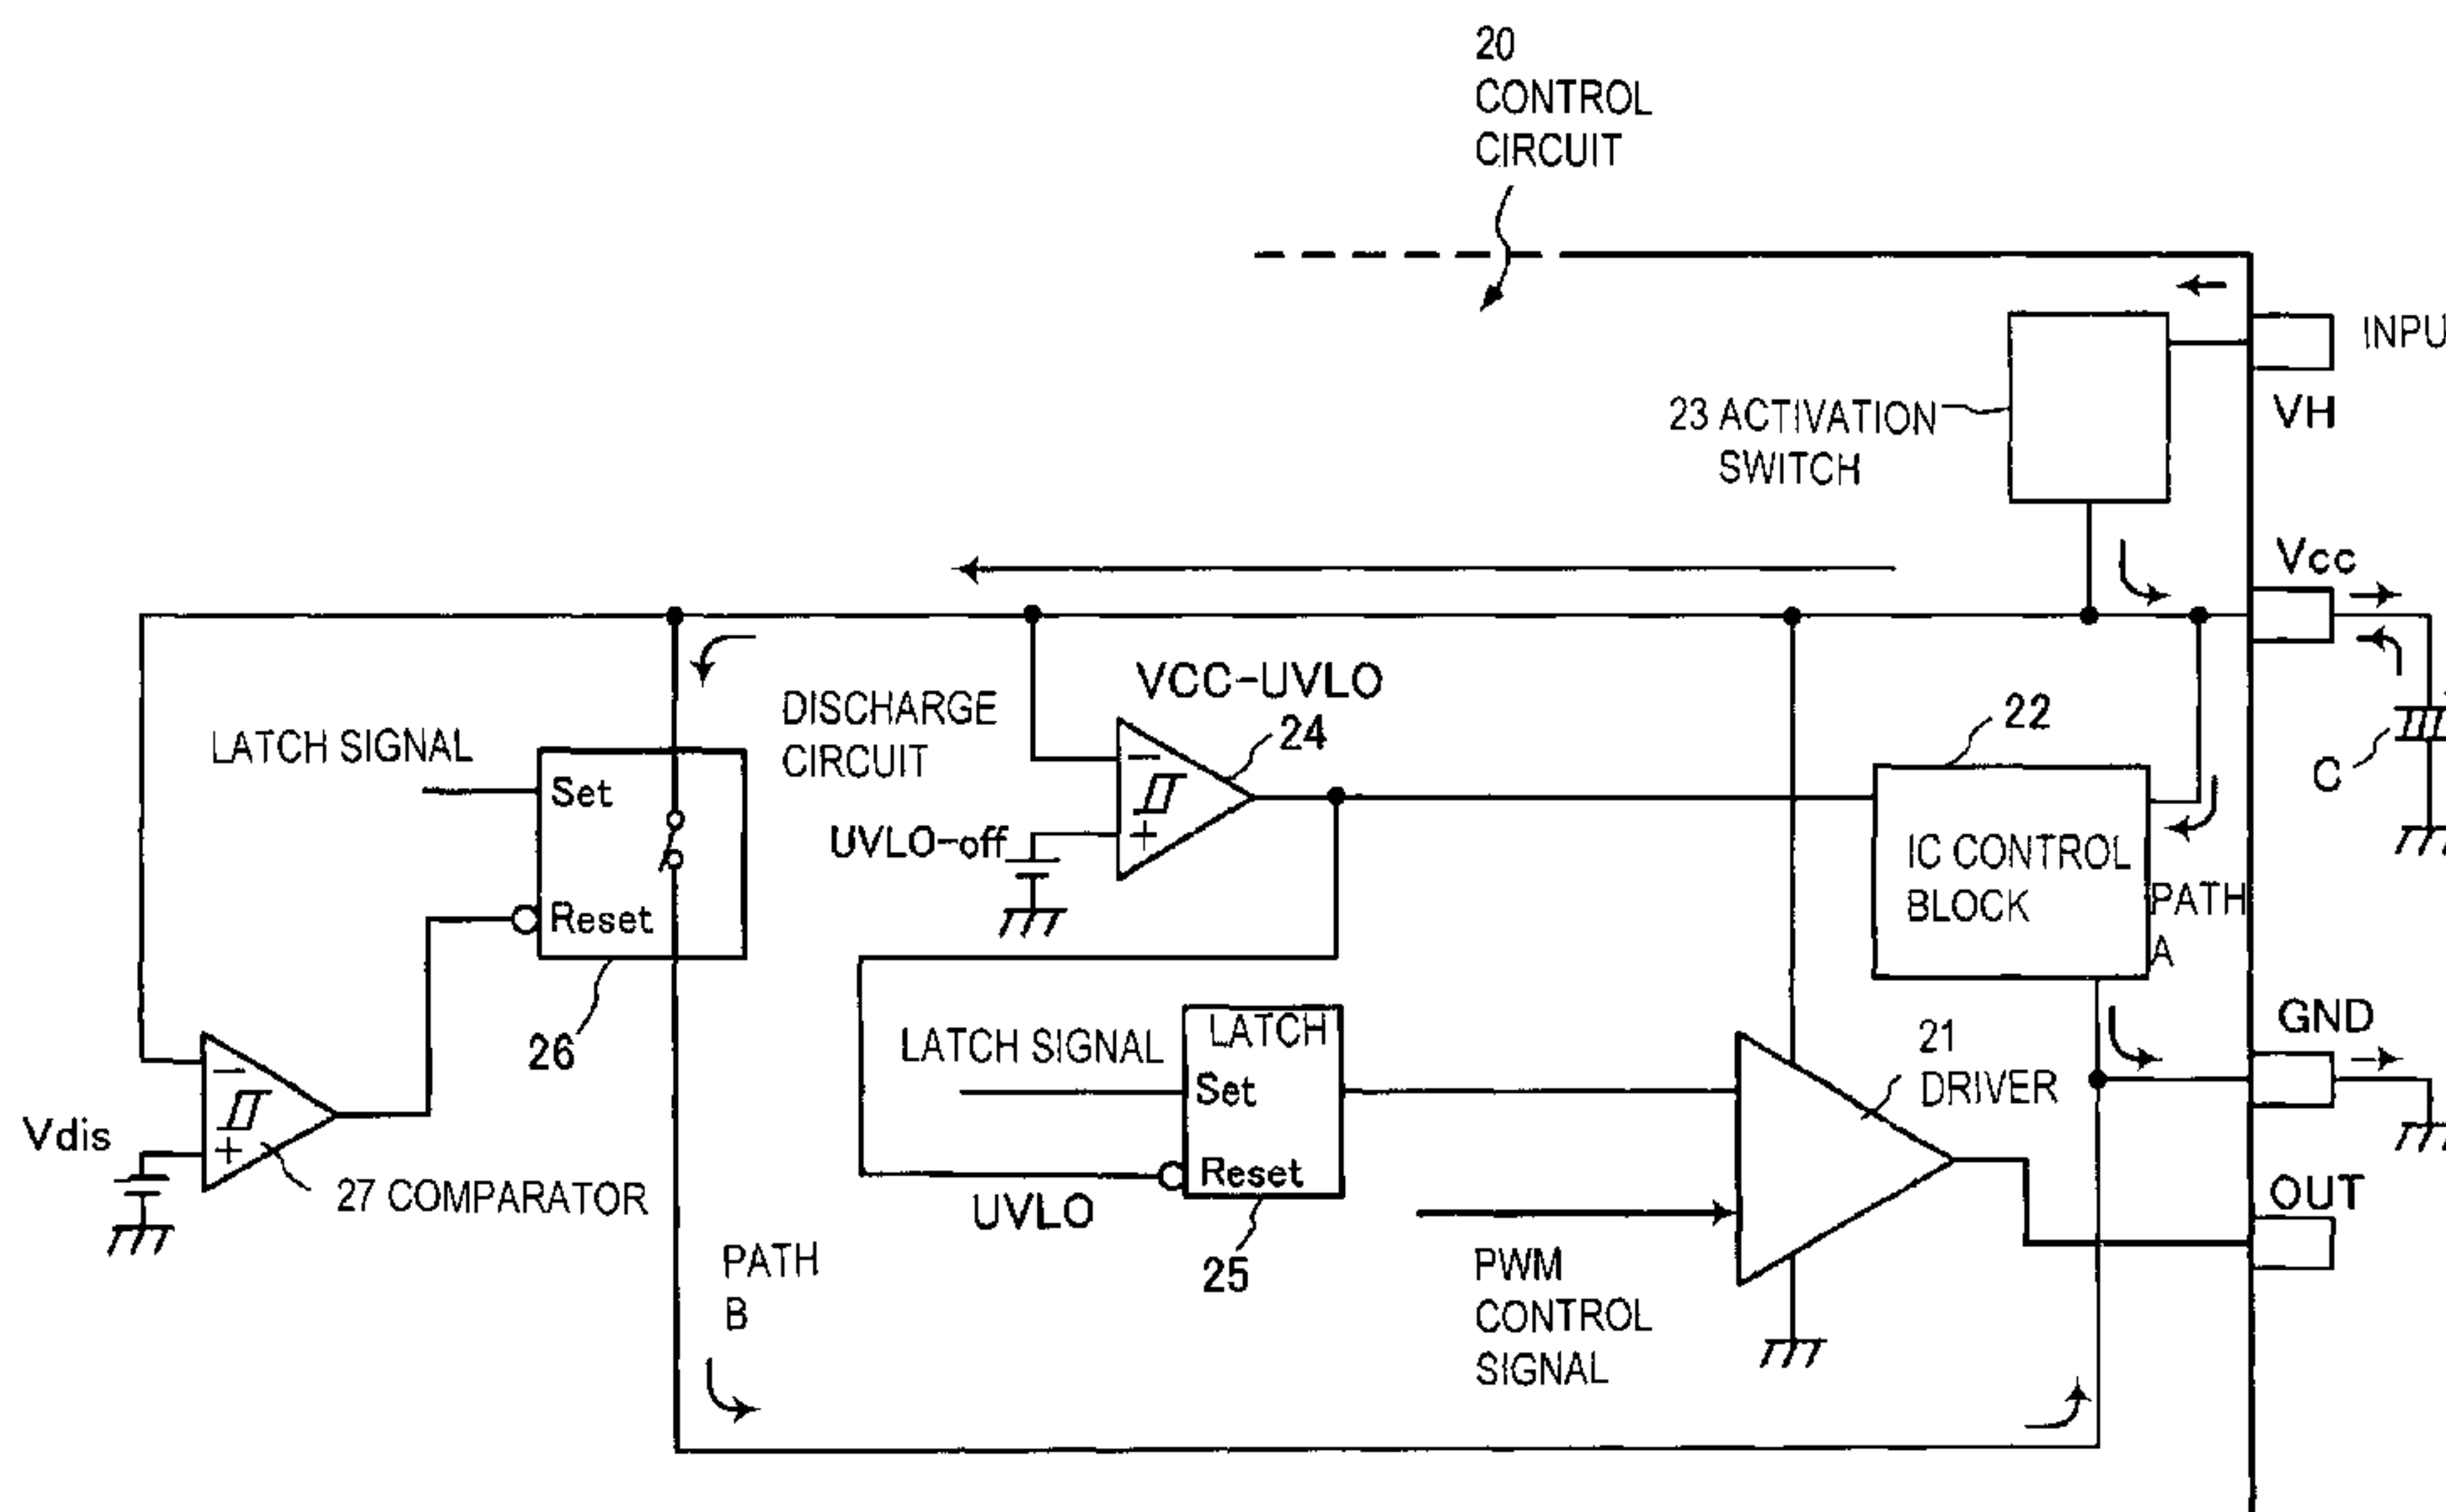 20
CONTROL
CIRCUIT
INPU
VH
23 ACTIVATION
SWITCH
Vcc
VCC-UVLO
DISCHARGE
CIRCUIT
24
22
LATCH SIGNAL
Set
Reset
26
UVLO-off
−
+
IC CONTROL
BLOCK
PATH
A
C
GND
LATCH SIGNAL
LATCH
Set
Reset
UVLO
25
21
DRIVER
Vdis
−
+
27 COMPARATOR
OUT
PATH
B
PWM
CONTROL
SIGNAL